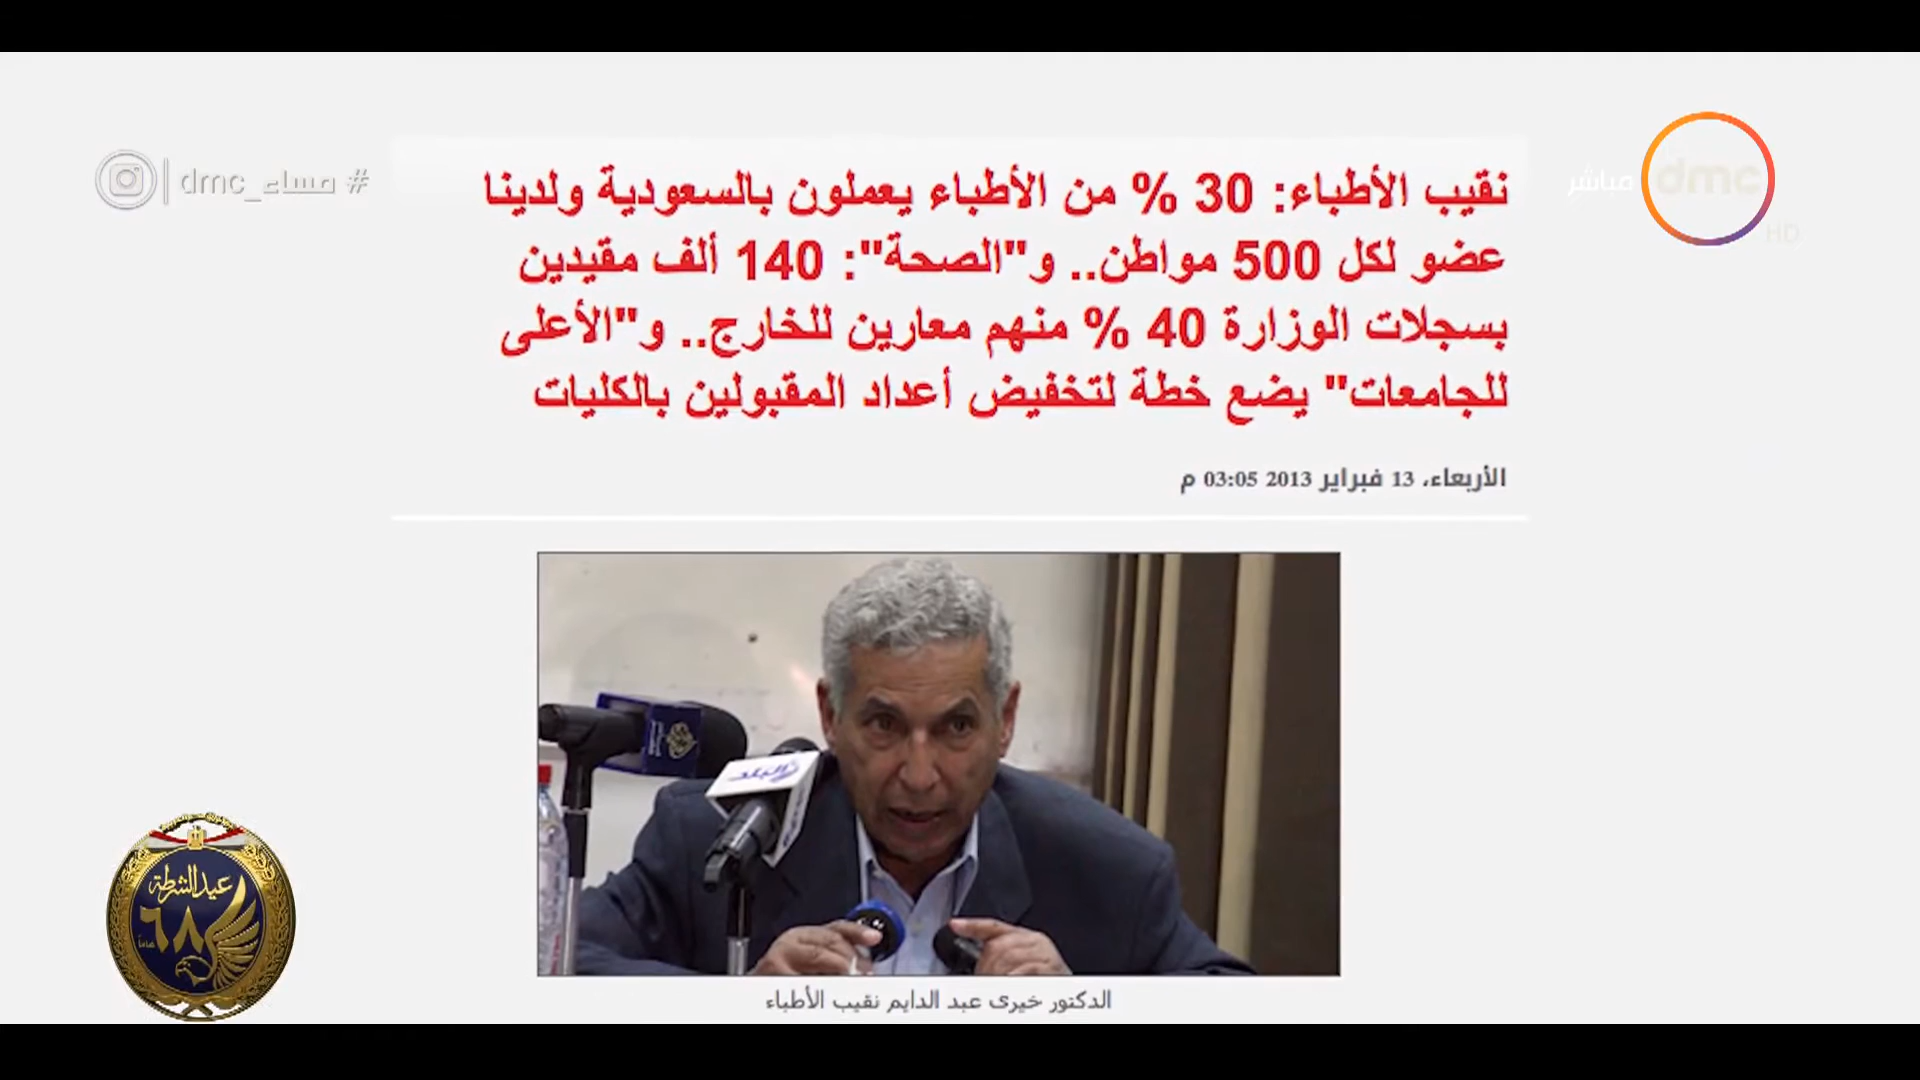 # مساء_dmc
مباشر
dmc
HD
نقيب الأطباء: 30 % من الأطباء يعملون بالسعودية ولدينا
عضو لكل 500 مواطن.. و"الصحة": 140 ألف مقيدين
بسجلات الوزارة 40 % منهم معارين للخارج.. و"الأعلى
للجامعات" يضع خطة لتخفيض أعداد المقبولين بالكليات
الأربعاء، 13 فبراير 2013 03:05 م
البلد
عيد الشرطة
٦٨
عاماً
الدكتور خيرى عبد الدايم نقيب الأطباء